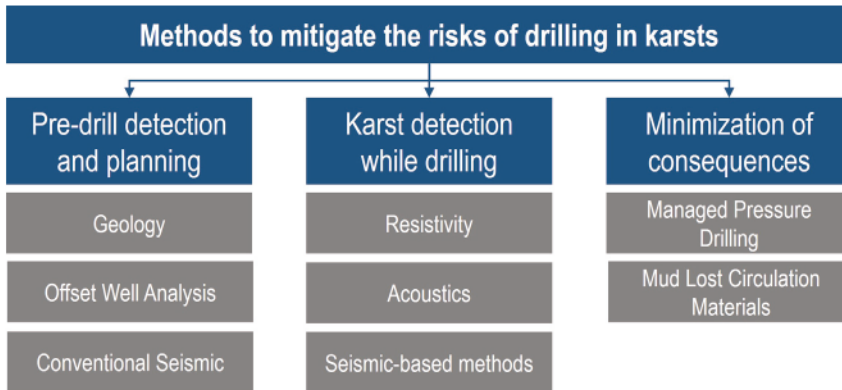 Methods to mitigate the risks of drilling in karsts
Pre-drill detection
and planning
Geology
Offset Well Analysis
Conventional Seismic
Karst detection
while drilling
Resistivity
Acoustics
Seismic-based methods
Minimization of
consequences
Managed Pressure
Drilling
Mud Lost Circulation
Materials